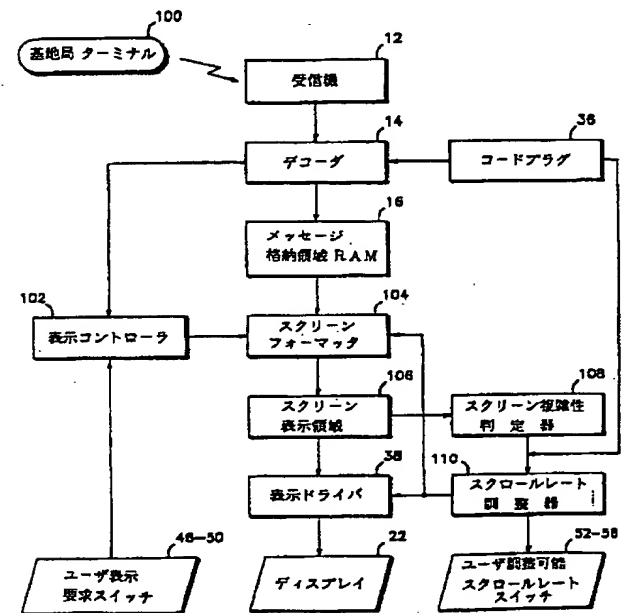 100
基地局 ターミナル
12
受信機
14
デコーダ
36
コードプラグ
16
メッセージ
格納領域 RAM
102
表示コントローラ
104
スクリーン
フォーマッタ
106
スクリーン
表示領域
108
スクリーン複雑性
判定器
38
表示ドライバ
110
スクロールレート
調整器
46-50
ユーザ表示
要求スイッチ
22
ディスプレイ
52-58
ユーザ調整可能
スクロールレート
スイッチ